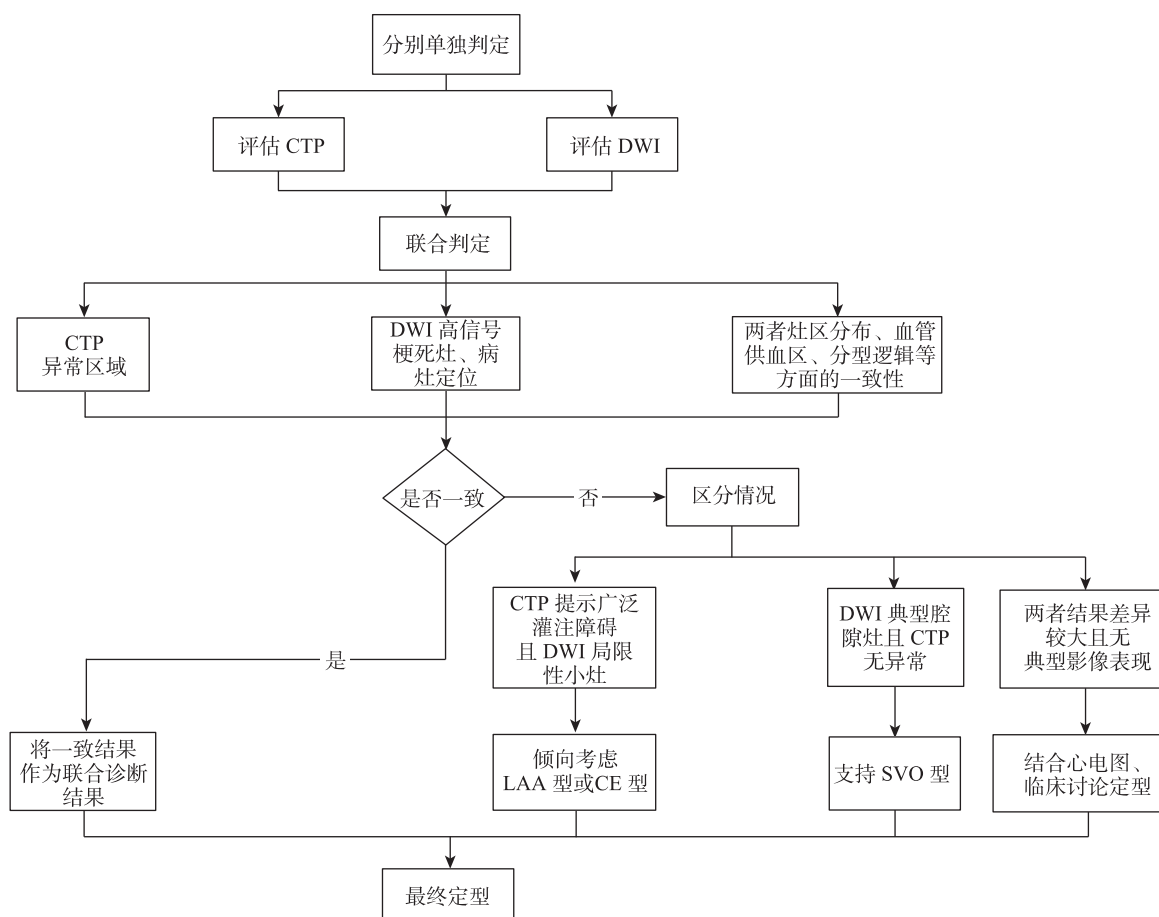 分别单独判定
评估 CTP
评估 DWI
联合判定
CTP
异常区域
DWI 高信号
梗死灶、病
灶定位
两者灶区分布、血管
供血区、分型逻辑等
方面的一致性
是否一致
否
区分情况
是
CTP 提示广泛
灌注障碍
且 DWI 局限
性小灶
DWI 典型腔
隙灶且 CTP
无异常
两者结果差异
较大且无
典型影像表现
将一致结果
作为联合诊断
结果
倾向考虑
LAA 型或CE 型
支持 SVO 型
结合心电图、
临床讨论定型
最终定型